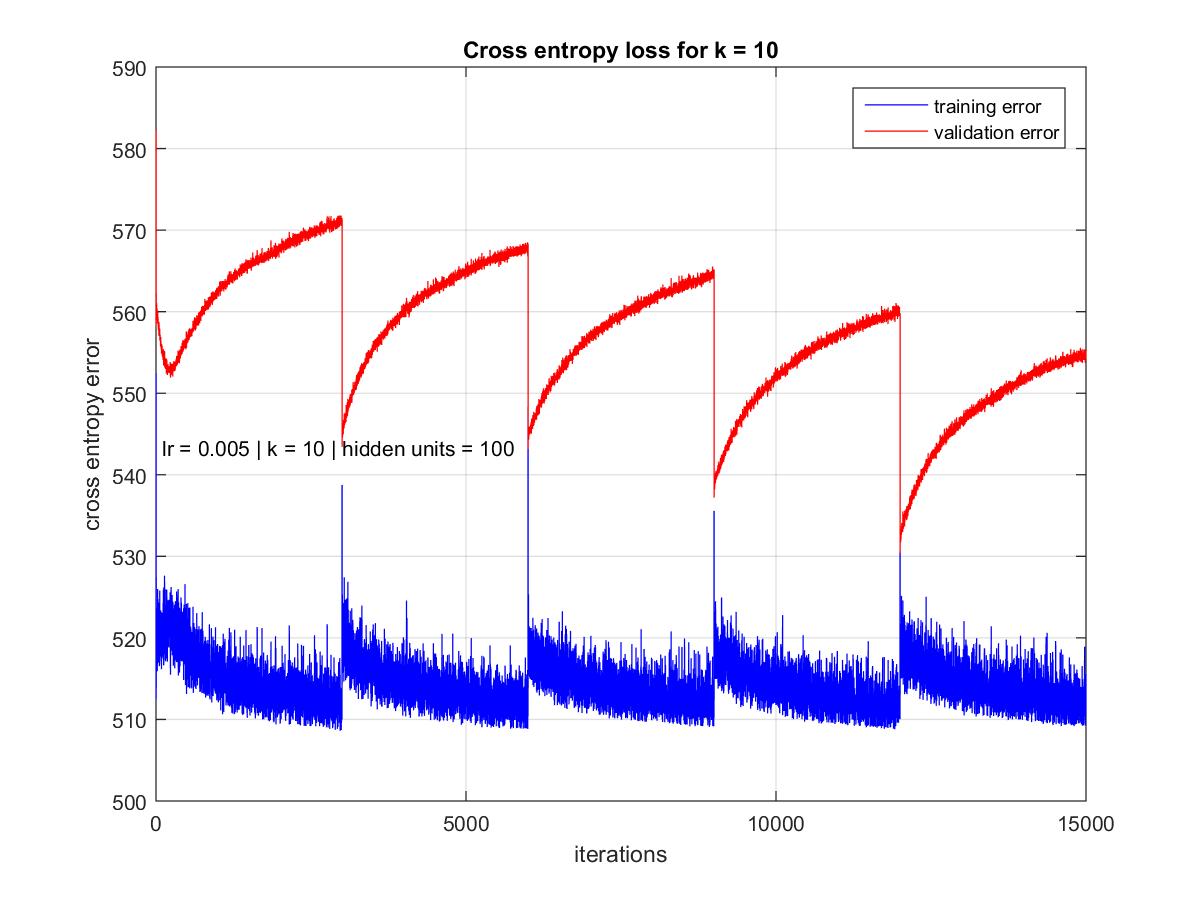 Cross entropy loss for k = 10
590
580
570
560
550
540
530
520
510
500
cross entropy error
training error
validation error
lr = 0.005 | k = 10 | hidden units = 100
0
5000
10000
15000
iterations